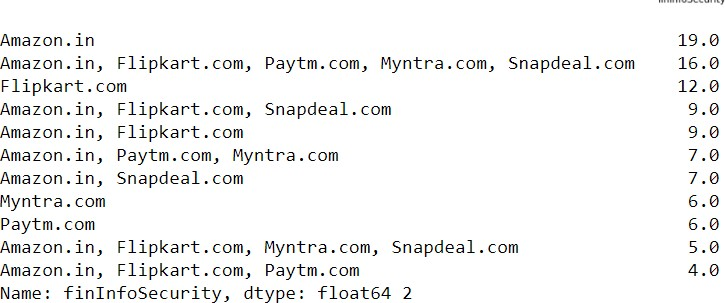 finInfoSecurity
Amazon.in 19.0
Amazon.in, Flipkart.com, Paytm.com, Myntra.com, Snapdeal.com 16.0
Flipkart.com 12.0
Amazon.in, Flipkart.com, Snapdeal.com 9.0
Amazon.in, Flipkart.com 9.0
Amazon.in, Paytm.com, Myntra.com 7.0
Amazon.in, Snapdeal.com 7.0
Myntra.com 6.0
Paytm.com 6.0
Amazon.in, Flipkart.com, Myntra.com, Snapdeal.com 5.0
Amazon.in, Flipkart.com, Paytm.com 4.0
Name: finInfoSecurity, dtype: float64 2